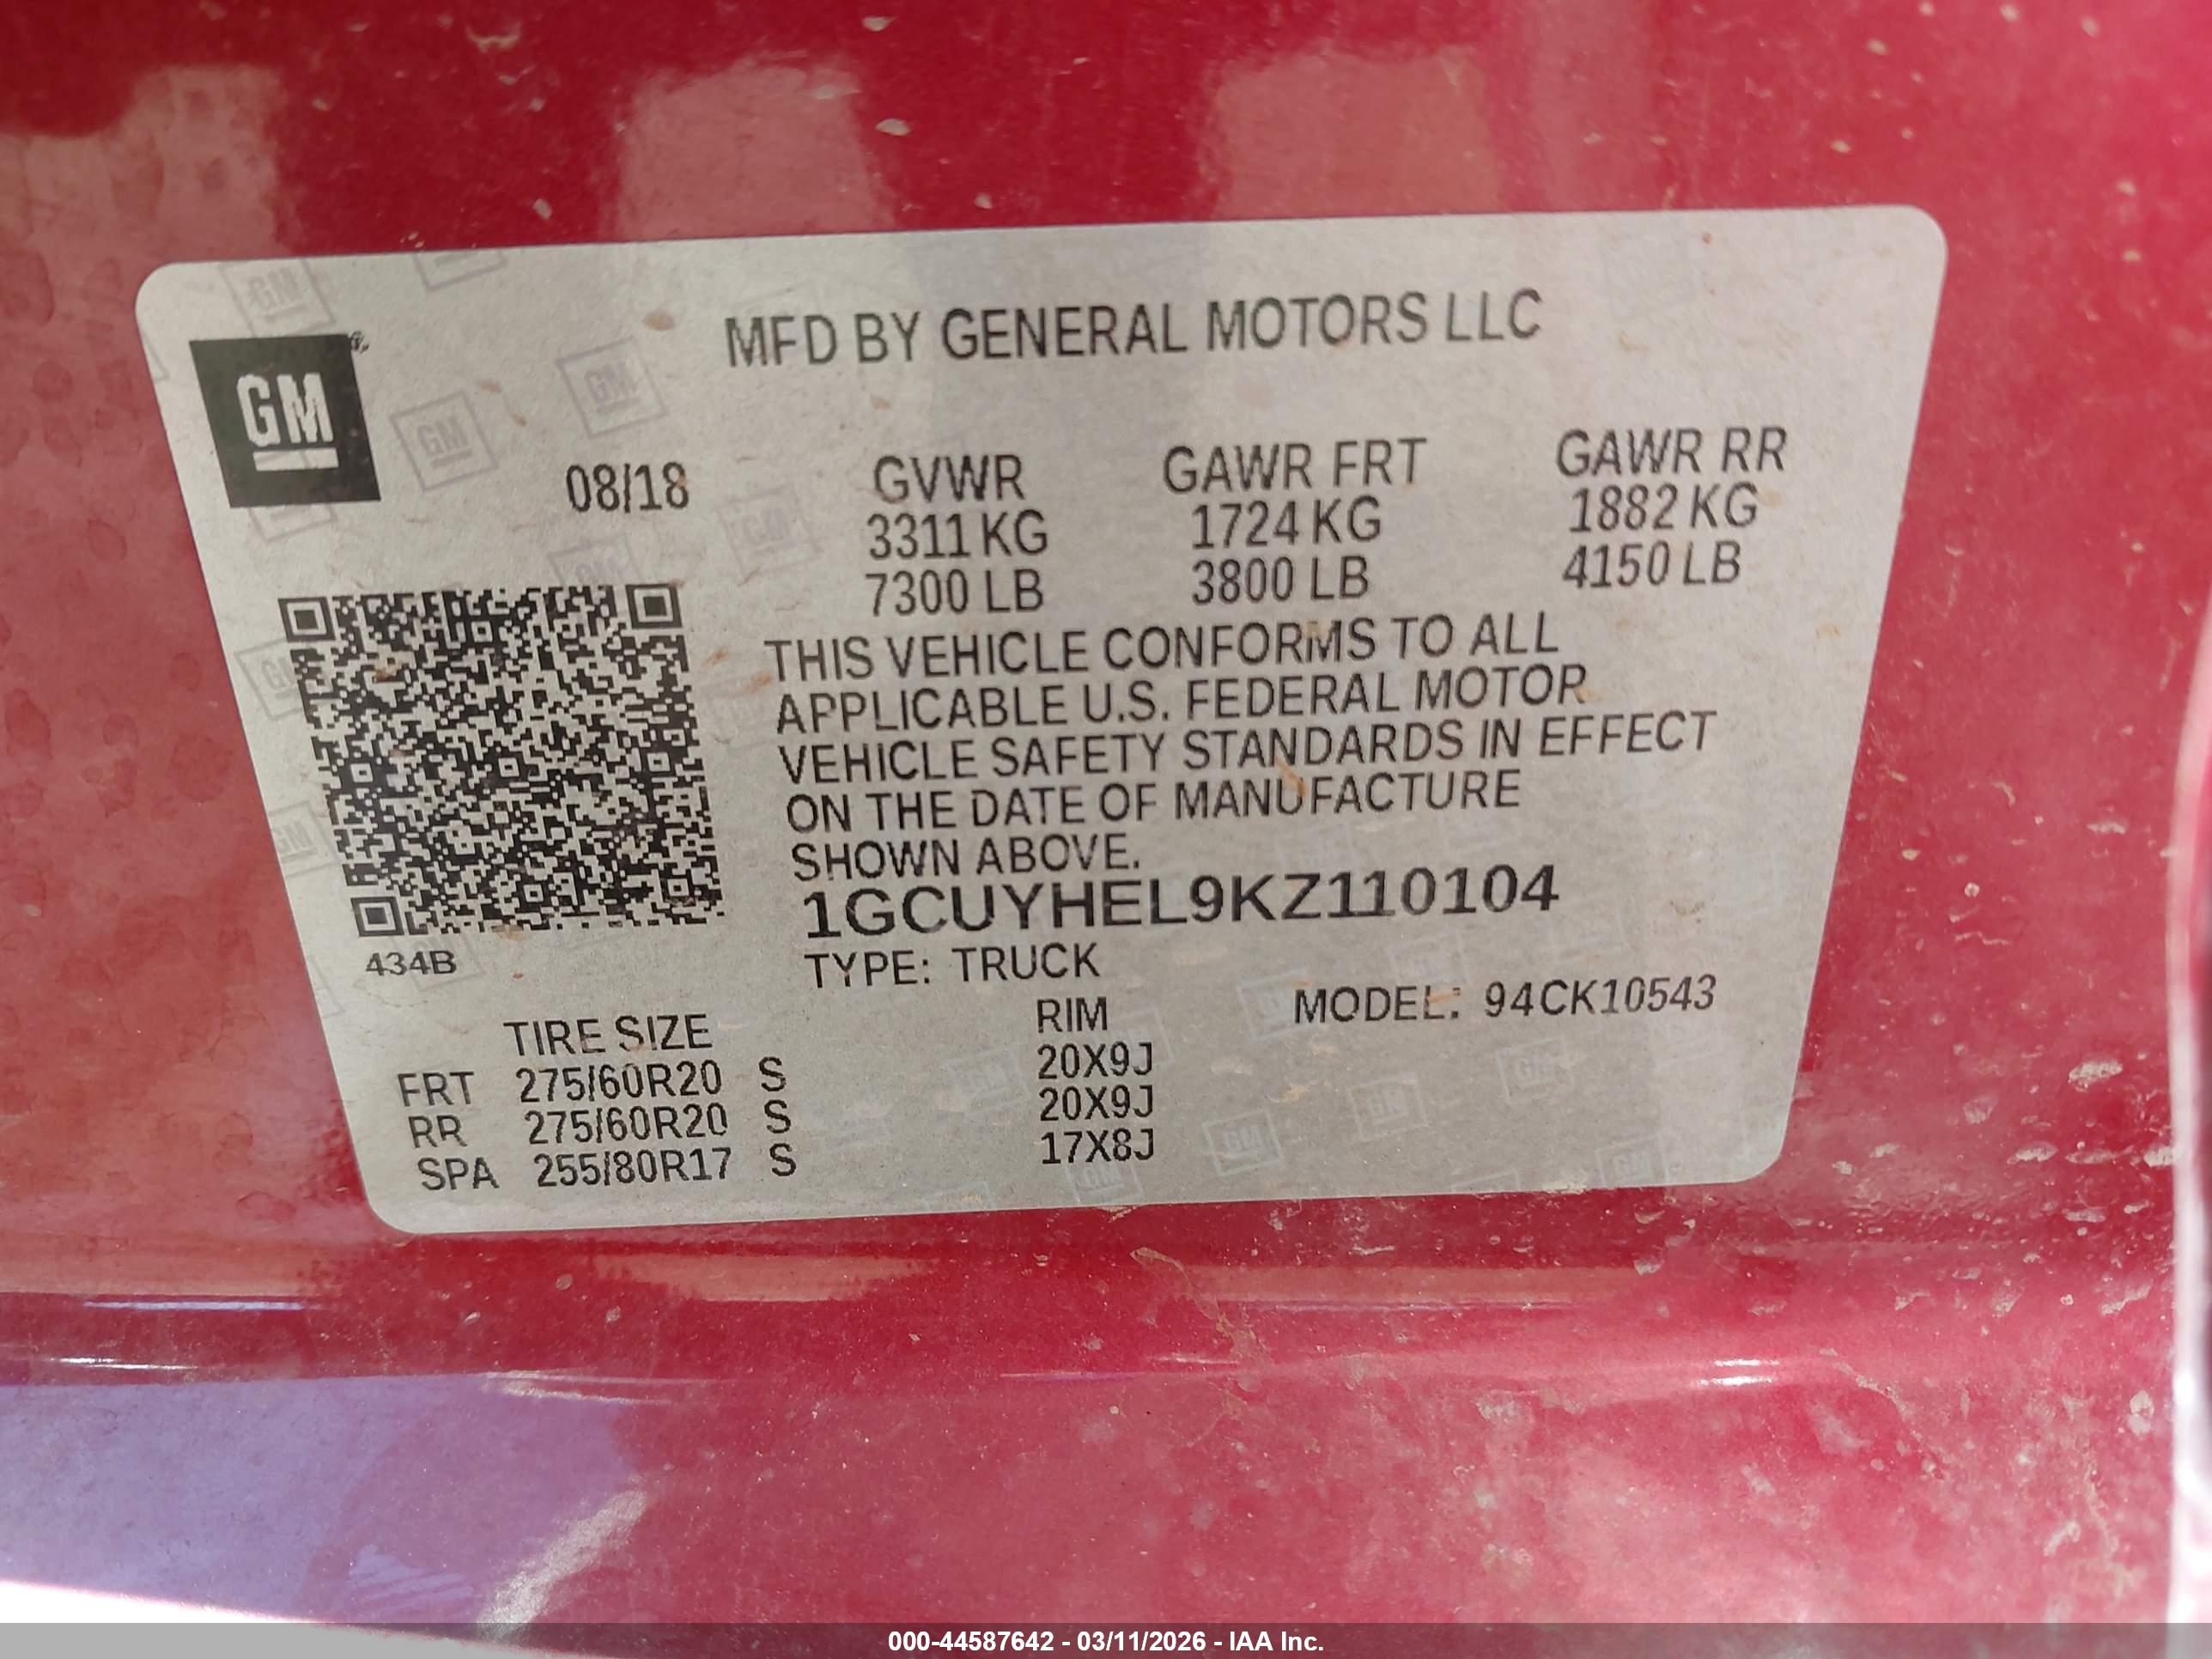 MFD BY GENERAL MOTORS LLC
GM
08/18
GVWR GAWR FRT GAWR RR
3311 KG 1724 KG 1882 KG
7300 LB 3800 LB 4150 LB
THIS VEHICLE CONFORMS TO ALL
APPLICABLE U.S. FEDERAL MOTOR
VEHICLE SAFETY STANDARDS IN EFFECT
ON THE DATE OF MANUFACTURE
SHOWN ABOVE.
1GCUYHEL9KZ110104
434B
TYPE: TRUCK
MODEL: 94CK10543
TIRE SIZE RIM
FRT 275/60R20 S 20X9J
RR 275/60R20 S 20X9J
SPA 255/80R17 S 17X8J
000-44587642 - 03/11/2026 - IAA Inc.